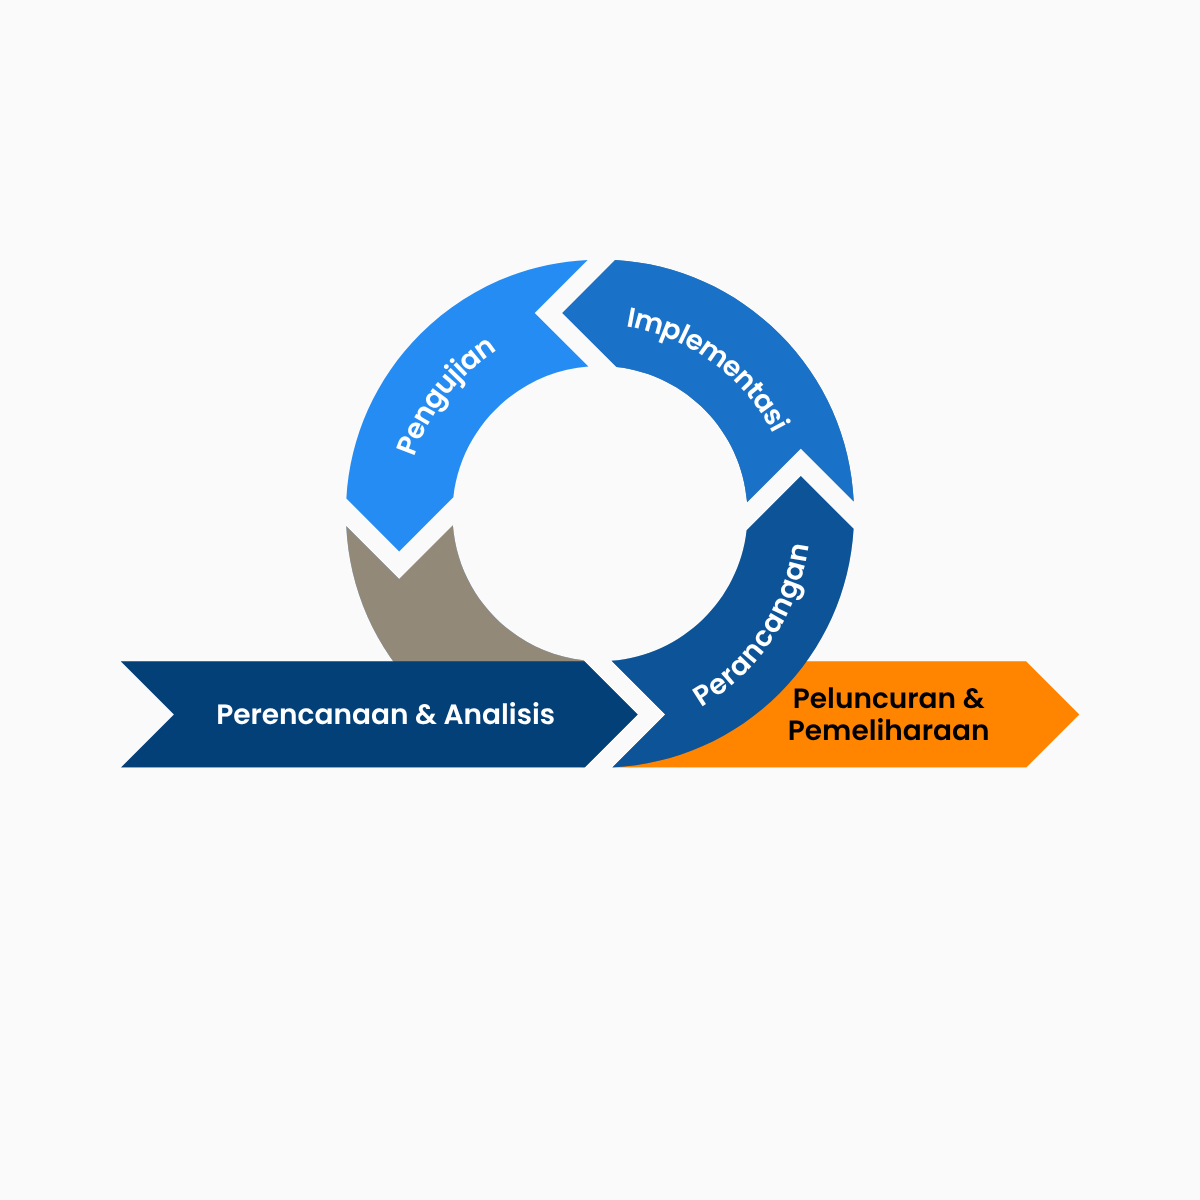 Perencanaan & Analisis
Perancangan
Implementasi
Pengujian
Peluncuran &
Pemeliharaan